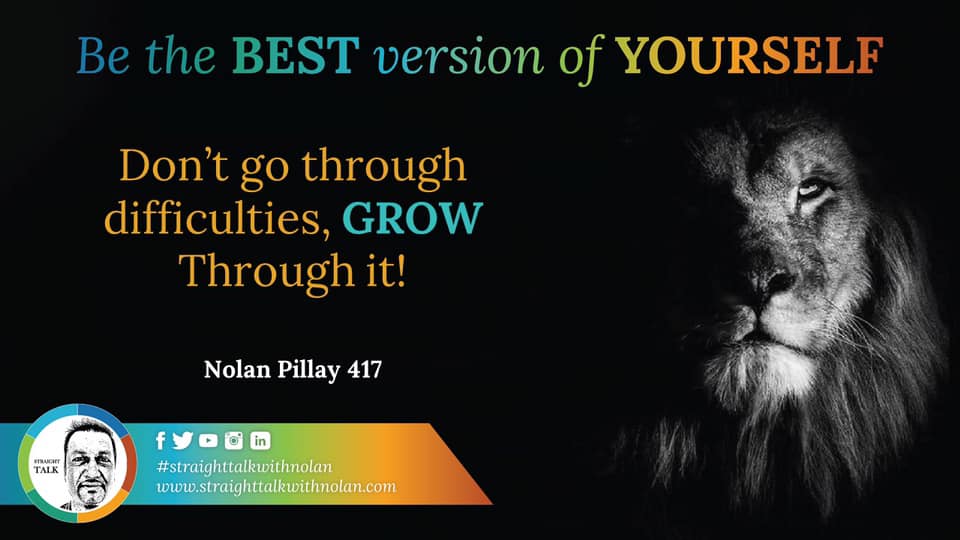 Be the BEST version of YOURSELF
Don't go through
difficulties, GROW
Through it!
Nolan Pillay 417
STRAIGHT
TALK
#straighttalkwithnolan
www.straighttalkwithnolan.com